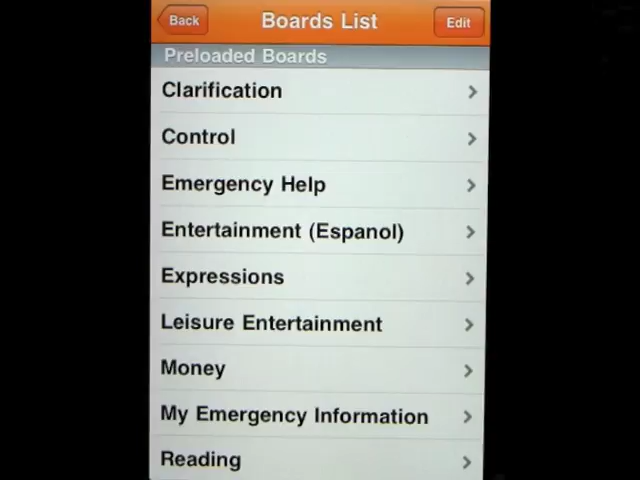 Back
Boards List
Edit
Preloaded Boards
Clarification
Control
Emergency Help
Entertainment (Espanol)
Expressions
Leisure Entertainment
Money
My Emergency Information
Reading